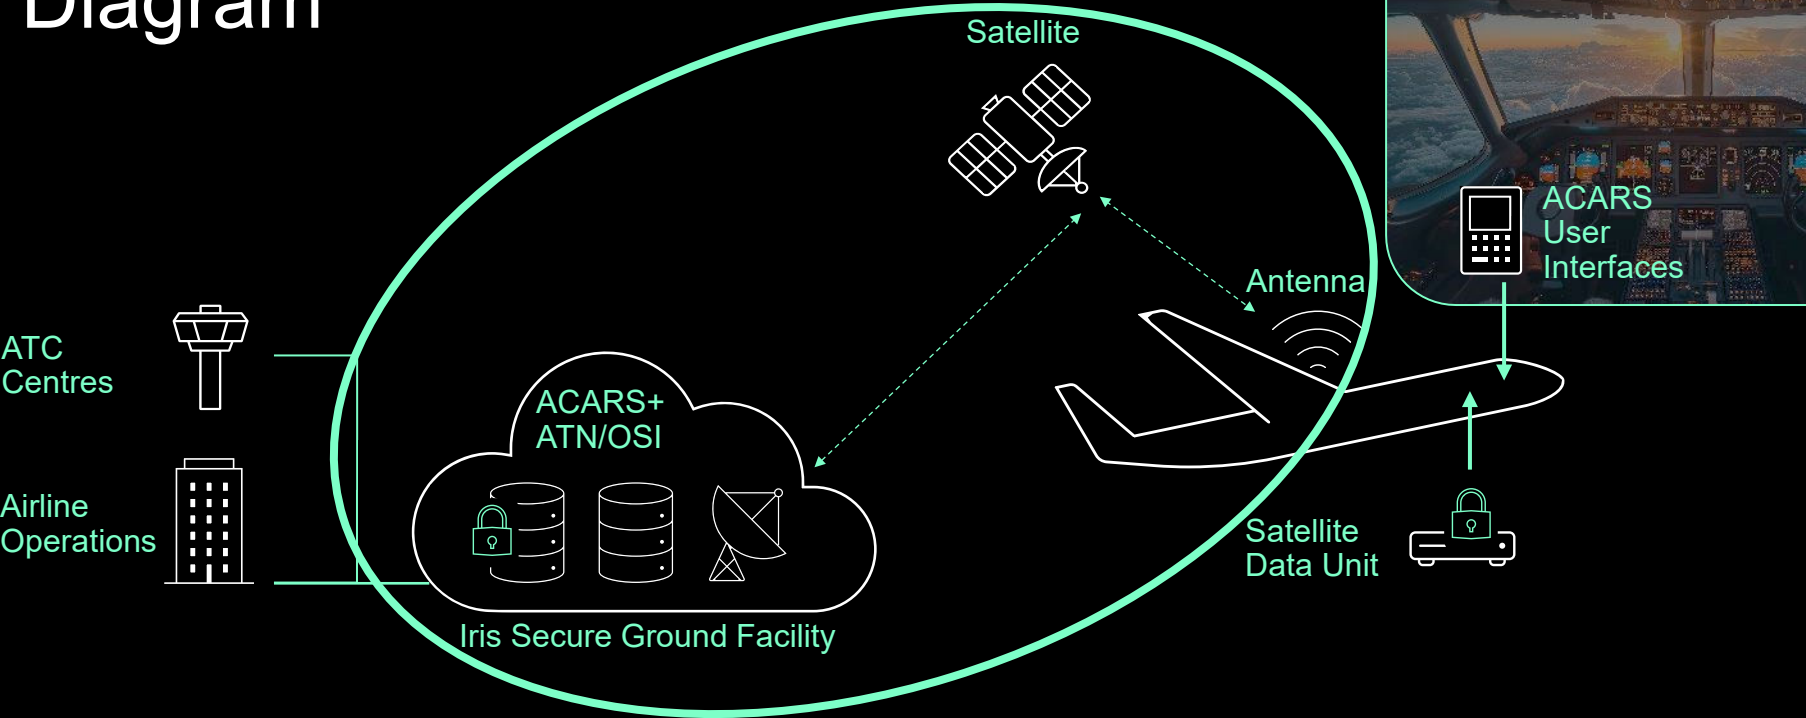 Diagram
Satellite
ACARS
User
Interfaces
Antenna
ATC
Centres
ACARS+
ATN/OSI
Airline
Operations
Satellite
Data Unit
Iris Secure Ground Facility